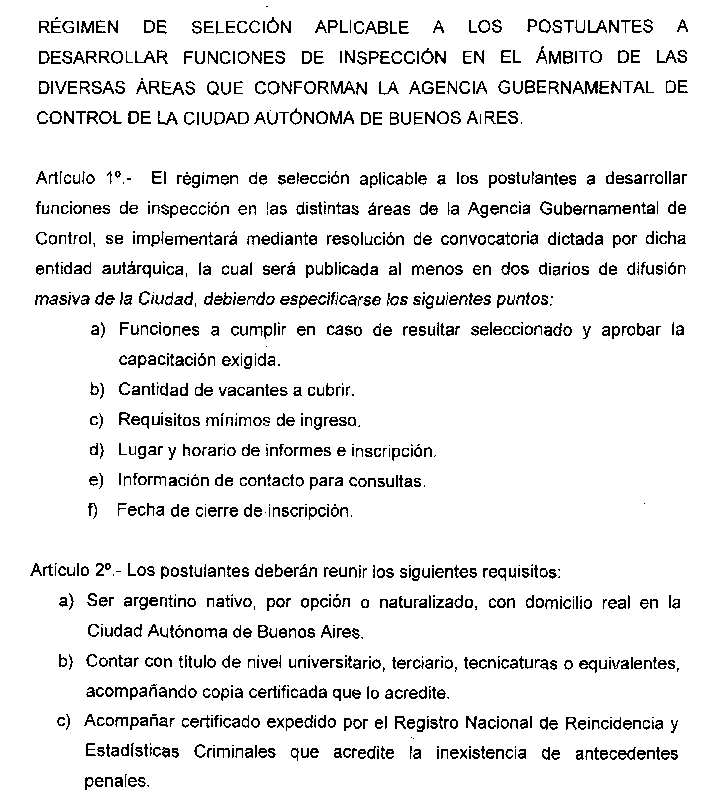 RÉGIMEN DE SELECCIÓN APLICABLE A LOS POSTULANTES A
DESARROLLAR FUNCIONES DE INSPECCIÓN EN EL ÁMBITO DE LAS
DIVERSAS ÁREAS QUE CONFORMAN LA AGENCIA GUBERNAMENTAL DE
CONTROL DE LA CIUDAD AUTÓNOMA DE BUENOS AIRES.
Artículo 1º.- El régimen de selección aplicable a los postulantes a desarrollar
funciones de inspección en las distintas áreas de la Agencia Gubernamental de
Control, se implementará mediante resolución de convocatoria dictada por dicha
entidad autárquica, la cual será publicada al menos en dos diarios de difusión
masiva de la Ciudad, debiendo especificarse los siguientes puntos:
a) Funciones a cumplir en caso de resultar seleccionado y aprobar la
capacitación exigida.
b) Cantidad de vacantes a cubrir.
c) Requisitos mínimos de ingreso.
d) Lugar y horario de informes e inscripción.
e) Información de contacto para consultas.
f) Fecha de cierre de inscripción.
Artículo 2º.- Los postulantes deberán reunir los siguientes requisitos:
a) Ser argentino nativo, por opción o naturalizado, con domicilio real en la
Ciudad Autónoma de Buenos Aires.
b) Contar con título de nivel universitario, terciario, tecnicaturas o equivalentes,
acompañando copia certificada que lo acredite.
c) Acompañar certificado expedido por el Registro Nacional de Reincidencia y
Estadísticas Criminales que acredite la inexistencia de antecedentes
penales.